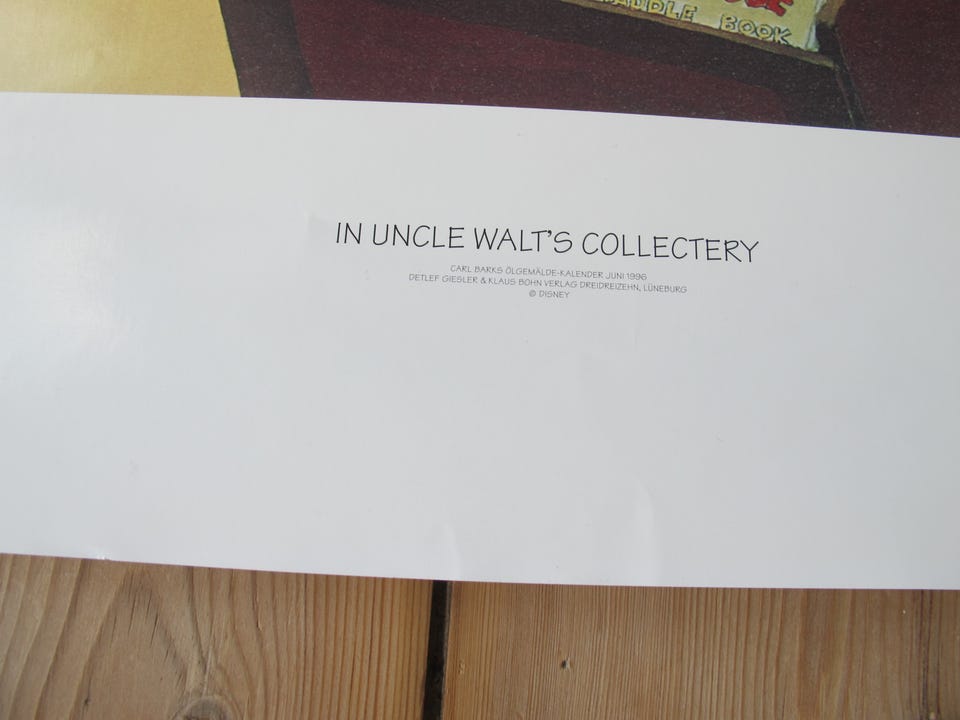 BOOK
IN UNCLE WALT'S COLLECTERY
CARL BARKS ÖLGEMÄLDE-KALENDER JUNI 1996
DETLEF GIESLER & KLAUS BOHN VERLAG DREIDREIZEHN, LÜNEBURG
© DISNEY